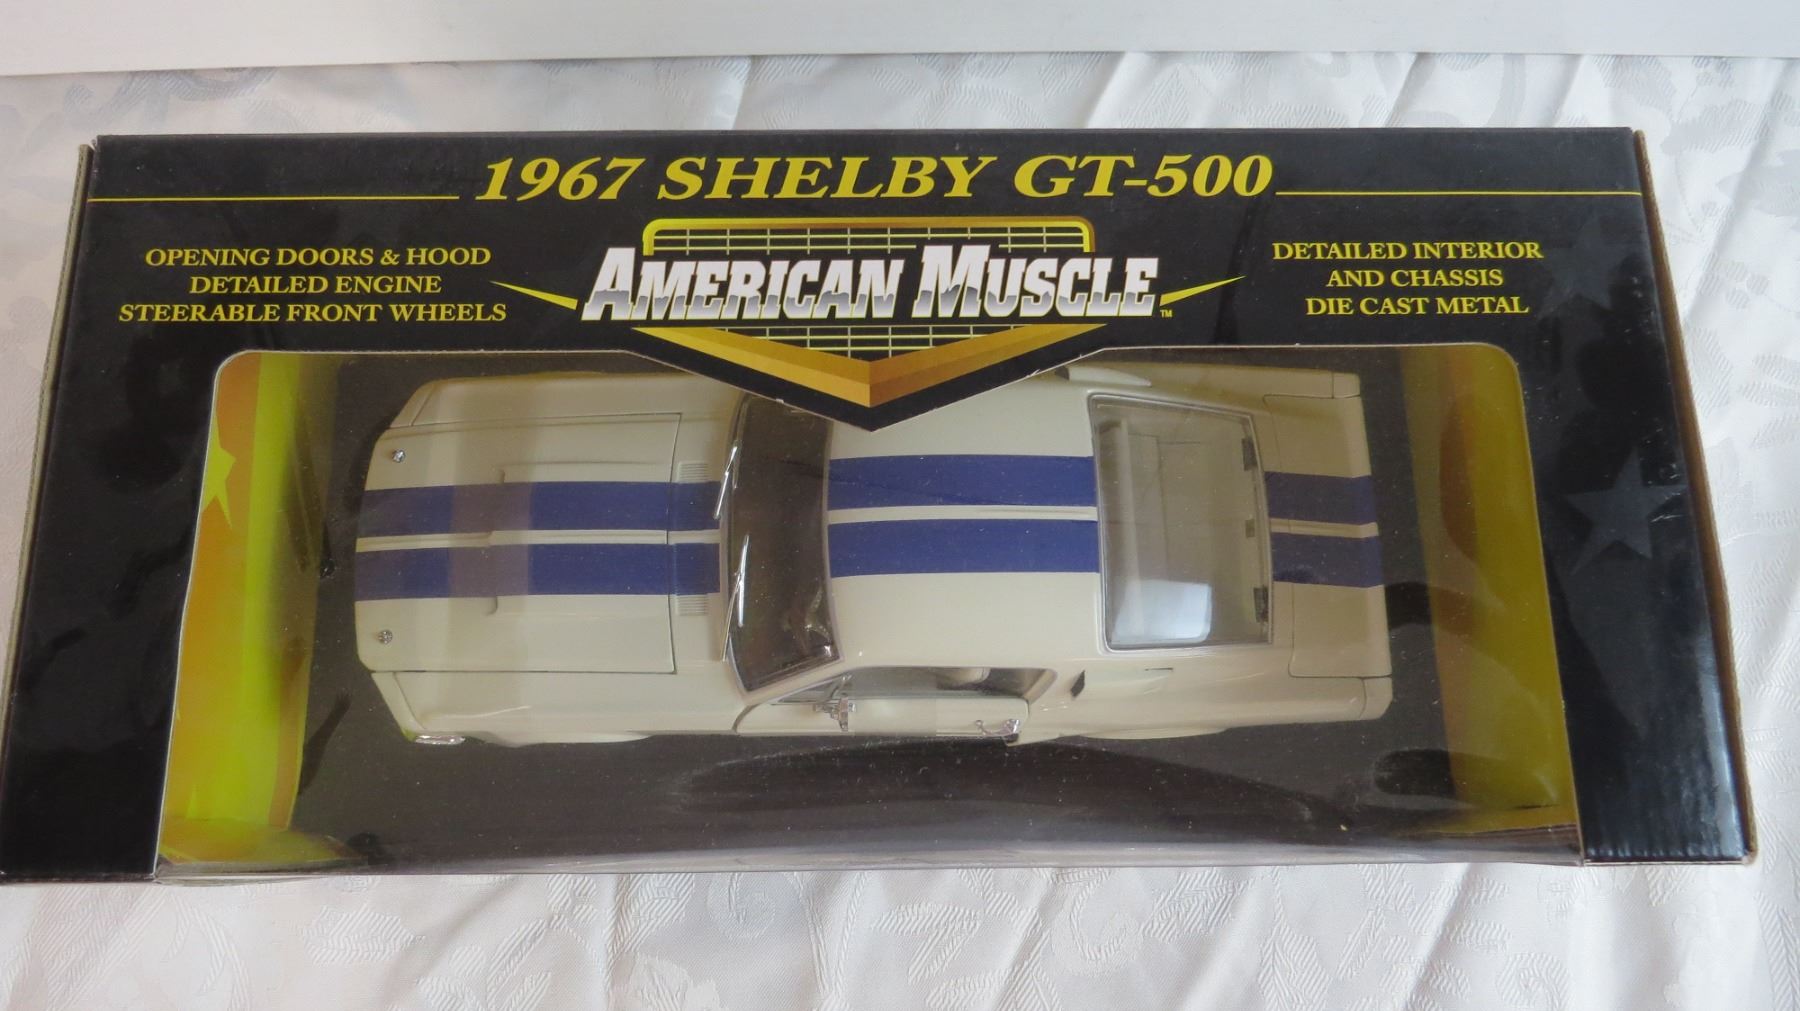 1967 SHELBY GT-500
OPENING DOORS & HOOD
DETAILED ENGINE
STEERABLE FRONT WHEELS
AMERICAN MUSCLE™
DETAILED INTERIOR
AND CHASSIS
DIE CAST METAL